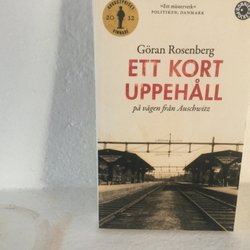 AUGUSTPRISET
2012
VINNARE
»Ett mästerverk»
POLITIKEN, DANMARK
Göran Rosenberg
ETT KORT
UPPEHÅLL
på vägen från Auschwitz